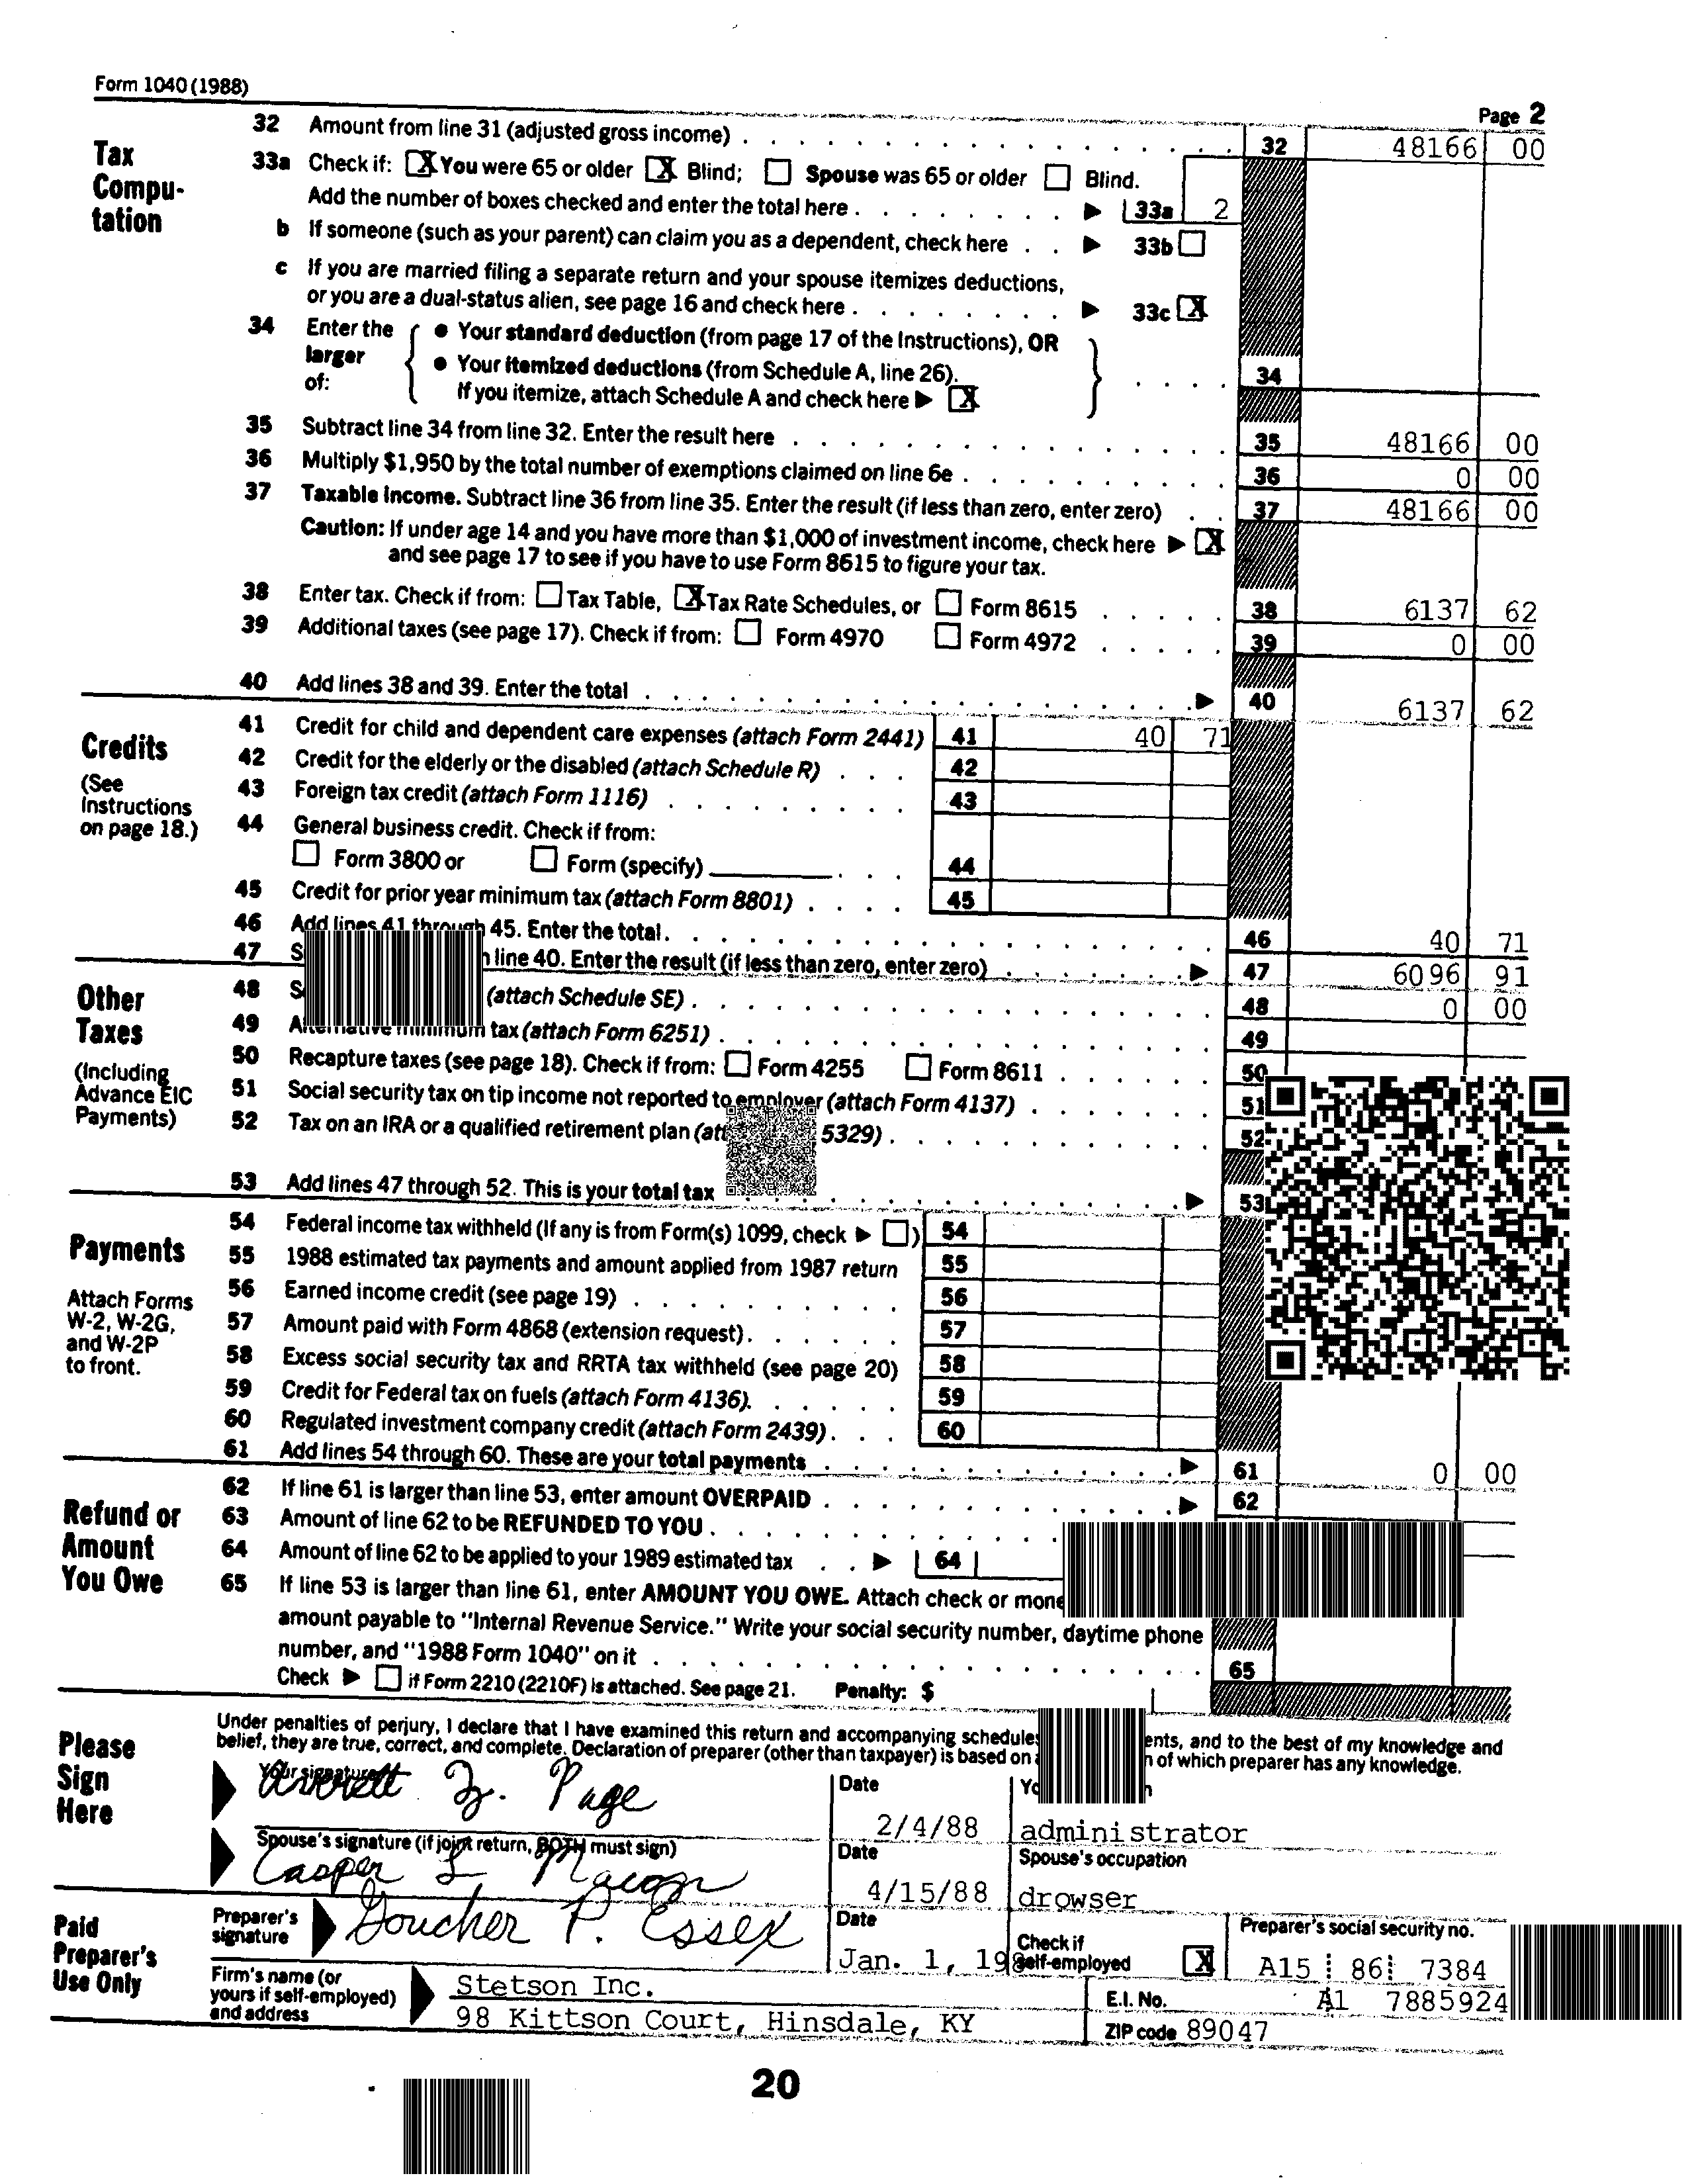 Form 1040 (1988)
Page 2
Tax Compu-tation
32 Amount from line 31 (adjusted gross income) . . . 32 48166 00
33a Check if: [X] You were 65 or older [X] Blind; [ ] Spouse was 65 or older [ ] Blind.
Add the number of boxes checked and enter the total here . . . ▶ 33a 2
b If someone (such as your parent) can claim you as a dependent, check here . . ▶ 33b [ ]
c If you are married filing a separate return and your spouse itemizes deductions,
or you are a dual-status alien, see page 16 and check here . . . ▶ 33c [X]
34 Enter the larger of: { • Your standard deduction (from page 17 of the Instructions), OR
• Your itemized deductions (from Schedule A, line 26).
If you itemize, attach Schedule A and check here ▶ [X] } . . . . 34
35 Subtract line 34 from line 32. Enter the result here . . . 35 48166 00
36 Multiply $1,950 by the total number of exemptions claimed on line 6e . . . 36 0 00
37 Taxable income. Subtract line 36 from line 35. Enter the result (if less than zero, enter zero) . . 37 48166 00
Caution: If under age 14 and you have more than $1,000 of investment income, check here ▶ [X]
and see page 17 to see if you have to use Form 8615 to figure your tax.
38 Enter tax. Check if from: [ ] Tax Table, [X] Tax Rate Schedules, or [ ] Form 8615 . . . 38 6137 62
39 Additional taxes (see page 17). Check if from: [ ] Form 4970 [ ] Form 4972 . . . 39 0 00
40 Add lines 38 and 39. Enter the total . . . ▶ 40 6137 62
Credits
(See Instructions on page 18.)
41 Credit for child and dependent care expenses (attach Form 2441) 41 40 71
42 Credit for the elderly or the disabled (attach Schedule R) . . . 42
43 Foreign tax credit (attach Form 1116) . . . 43
44 General business credit. Check if from:
[ ] Form 3800 or [ ] Form (specify) . . . 44
45 Credit for prior year minimum tax (attach Form 8801) . . . . 45
46 Add lines 41 through 45. Enter the total. . . . 46 40 71
47 line 40. Enter the result (if less than zero, enter zero) . . . ▶ 47 6096 91
Other Taxes
(Including Advance EIC Payments)
48 (attach Schedule SE) . . . 48 0 00
49 Alternative minimum tax (attach Form 6251) . . . 49
50 Recapture taxes (see page 18). Check if from: [ ] Form 4255 [ ] Form 8611 . . . 50
51 Social security tax on tip income not reported to employer (attach Form 4137) . . . 51
52 Tax on an IRA or a qualified retirement plan 5329) . . . 52
53 Add lines 47 through 52. This is your total tax . . . ▶ 53
Payments
Attach Forms W-2, W-2G, and W-2P to front.
54 Federal income tax withheld (If any is from Form(s) 1099, check ▶ [ ]) 54
55 1988 estimated tax payments and amount applied from 1987 return 55
56 Earned income credit (see page 19) . . . 56
57 Amount paid with Form 4868 (extension request) . . . 57
58 Excess social security tax and RRTA tax withheld (see page 20) 58
59 Credit for Federal tax on fuels (attach Form 4136). . . . 59
60 Regulated investment company credit (attach Form 2439) . . . 60
61 Add lines 54 through 60. These are your total payments . . . ▶ 61 0 00
Refund or Amount You Owe
62 If line 61 is larger than line 53, enter amount OVERPAID . . . ▶ 62
63 Amount of line 62 to be REFUNDED TO YOU . . .
64 Amount of line 62 to be applied to your 1989 estimated tax . . ▶ 64
65 If line 53 is larger than line 61, enter AMOUNT YOU OWE. Attach check or
amount payable to "Internal Revenue Service." Write your social security number, daytime phone
number, and "1988 Form 1040" on it . . . 65
Check ▶ [ ] if Form 2210 (2210F) is attached. See page 21. Penalty: $
Please Sign Here
Under penalties of perjury, I declare that I have examined this return and accompanying and to the best of my knowledge and
belief, they are true, correct, and complete. Declaration of preparer (other than taxpayer) is based on of which preparer has any knowledge.
Your signature Averett Z. Page Date 2/4/88 administrator
Spouse's signature (if joint return, BOTH must sign) Casper L Macon Date 4/15/88 Spouse's occupation drowser
Paid Preparer's Use Only
Preparer's signature Goucher P. Essex Date Jan. 1, Check if self-employed [X] Preparer's social security no. A15 86 7384
Firm's name (or yours if self-employed) and address Stetson Inc. 98 Kittson Court, Hinsdale, KY
E.I. No. A1 7885924
ZIP code 89047
20